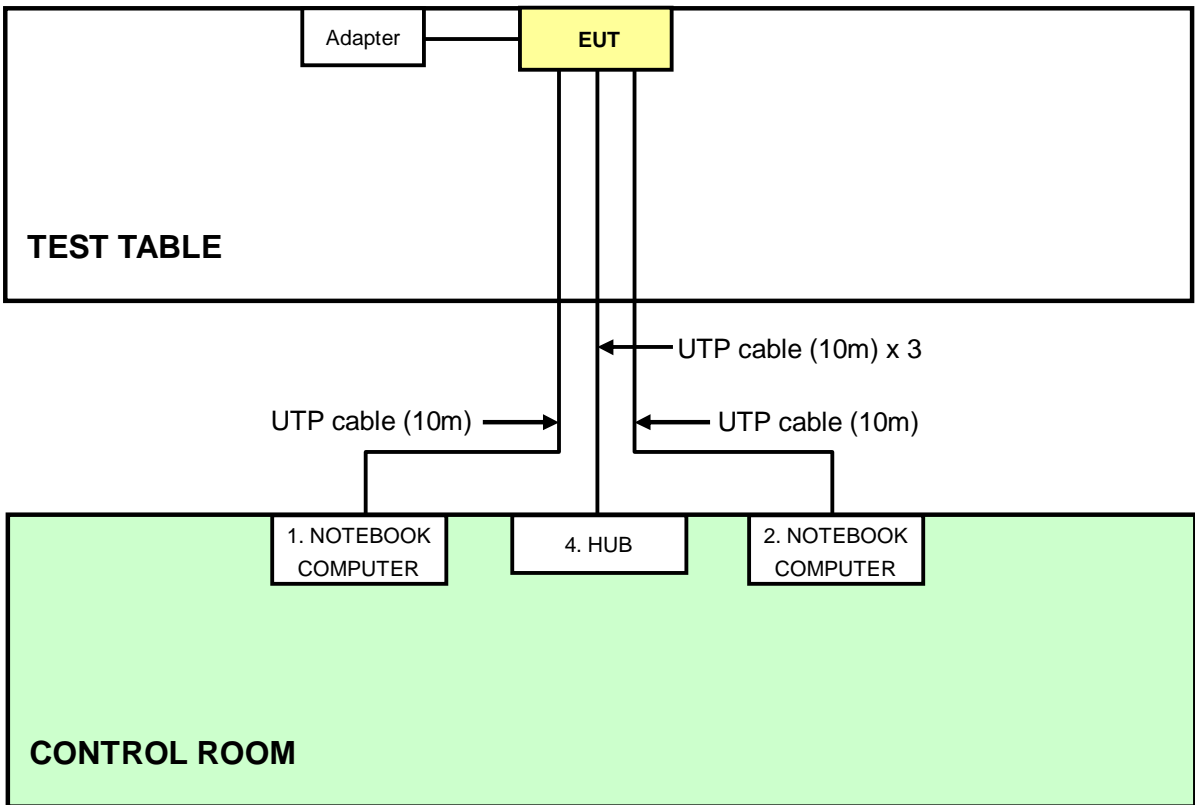 Adapter
EUT
TEST TABLE
UTP cable (10m) x 3
UTP cable (10m)
UTP cable (10m)
1. NOTEBOOK
COMPUTER
4. HUB
2. NOTEBOOK
COMPUTER
CONTROL ROOM